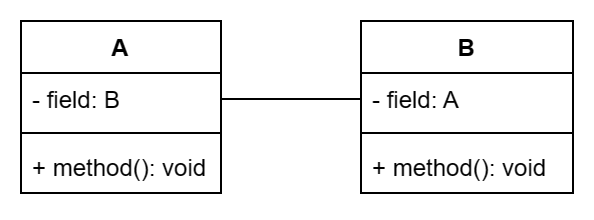 A
- field: B
+ method(): void
B
- field: A
+ method(): void